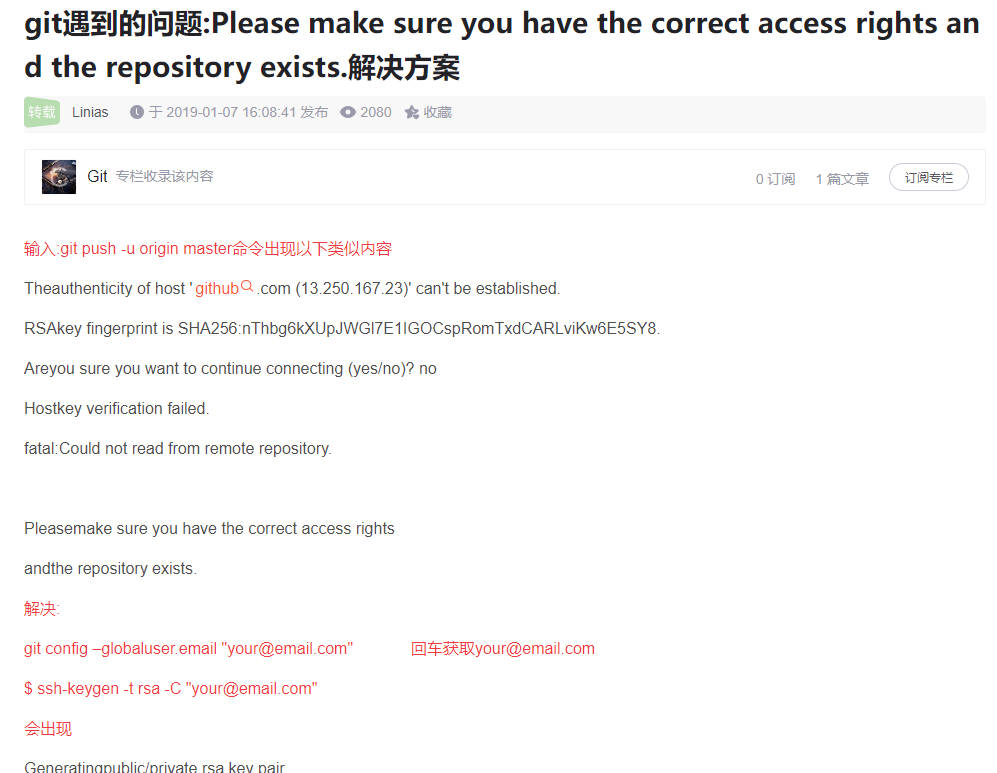 git遇到的问题:Please make sure you have the correct access rights an
d the repository exists.解决方案
转载 Linias 于 2019-01-07 16:08:41 发布 2080 收藏
Git 专栏收录该内容 0 订阅 1 篇文章 订阅专栏
输入:git push -u origin master命令出现以下类似内容
Theauthenticity of host 'github.com (13.250.167.23)' can't be established.
RSAkey fingerprint is SHA256:nThbg6kXUpJWGl7E1IGOCspRomTxdCARLviKw6E5SY8.
Areyou sure you want to continue connecting (yes/no)? no
Hostkey verification failed.
fatal:Could not read from remote repository.
Pleasemake sure you have the correct access rights
andthe repository exists.
解决:
git config –globaluser.email "your@email.com" 回车获取your@email.com
$ ssh-keygen -t rsa -C "your@email.com"
会出现
Generatingpublic/private rsa key pair